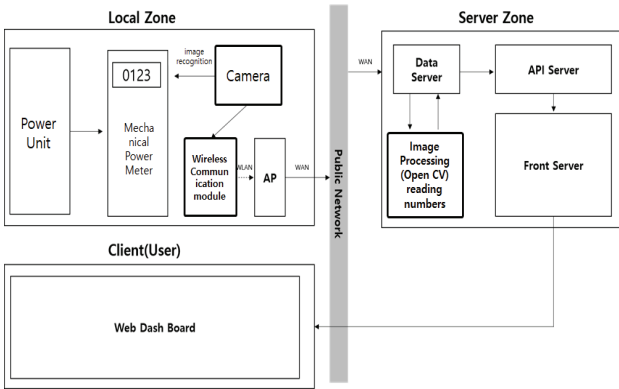 Local Zone
Power
Unit
0123
Mecha
nical
Power
Meter
image
recognition
Camera
Wireless
Commun
ication
module
WLAN
AP
WAN
Public Network
Server Zone
WAN
Data
Server
API Server
Image
Processing
(Open CV)
reading
numbers
Front Server
Client(User)
Web Dash Board